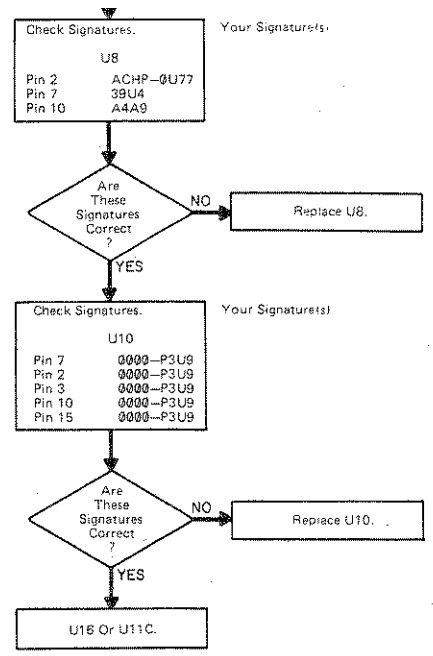 Check Signatures.
Your Signature(s)
U8
Pin 2 ACHP-0U77
Pin 7 39U4
Pin 10 A4A9
Are
These
Signatures
Correct
?
NO
Replace U8.
YES
Check Signatures.
Your Signature(s)
U10
Pin 7 0000-P3U9
Pin 2 0000-P3U9
Pin 3 0000-P3U9
Pin 10 0000-P3U9
Pin 15 0000-P3U9
Are
These
Signatures
Correct
?
NO
Replace U10.
YES
U16 Or U11C.